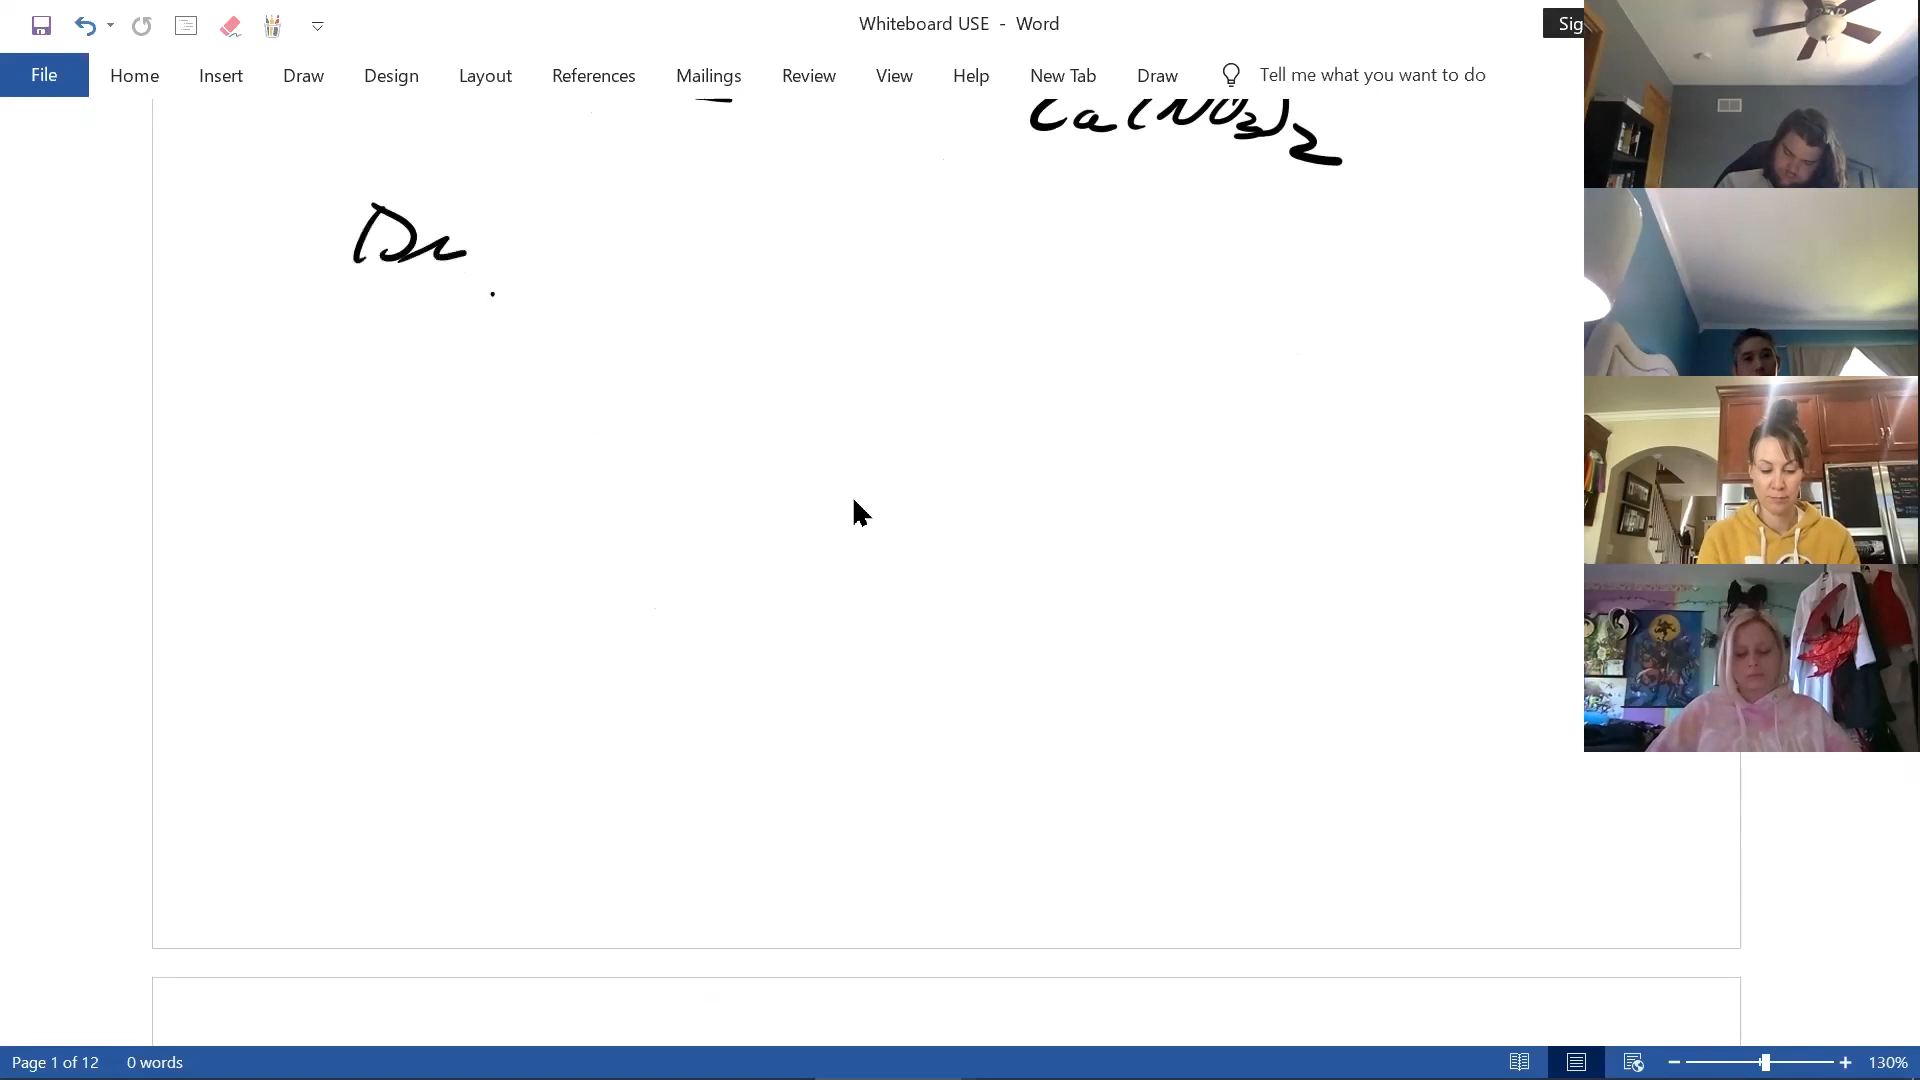 Whiteboard USE - Word
Sig
File Home Insert Draw Design Layout References Mailings Review View Help New Tab Draw Tell me what you want to do
Ca(NO3)2
Page 1 of 12 0 words
130%